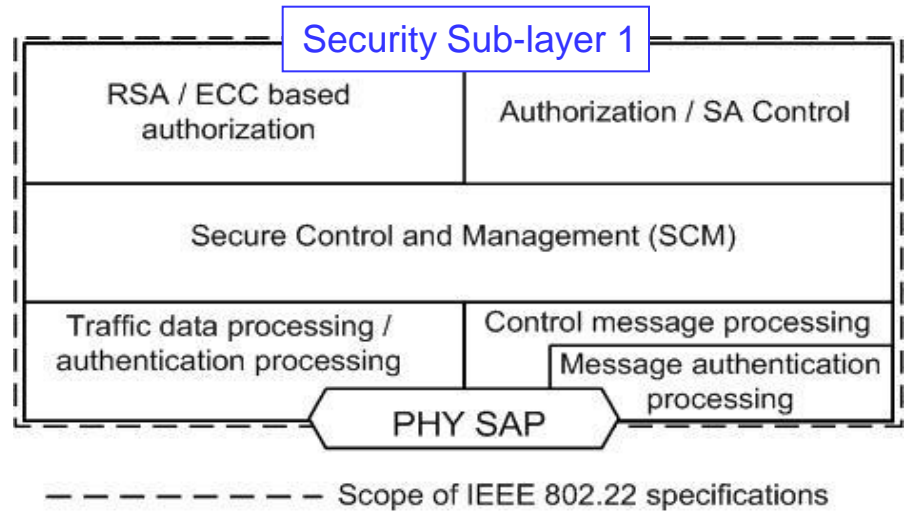 Security Sub-layer 1
RSA / ECC based
authorization
Authorization / SA Control
Secure Control and Management (SCM)
Traffic data processing /
authentication processing
Control message processing
Message authentication
processing
PHY SAP
Scope of IEEE 802.22 specifications